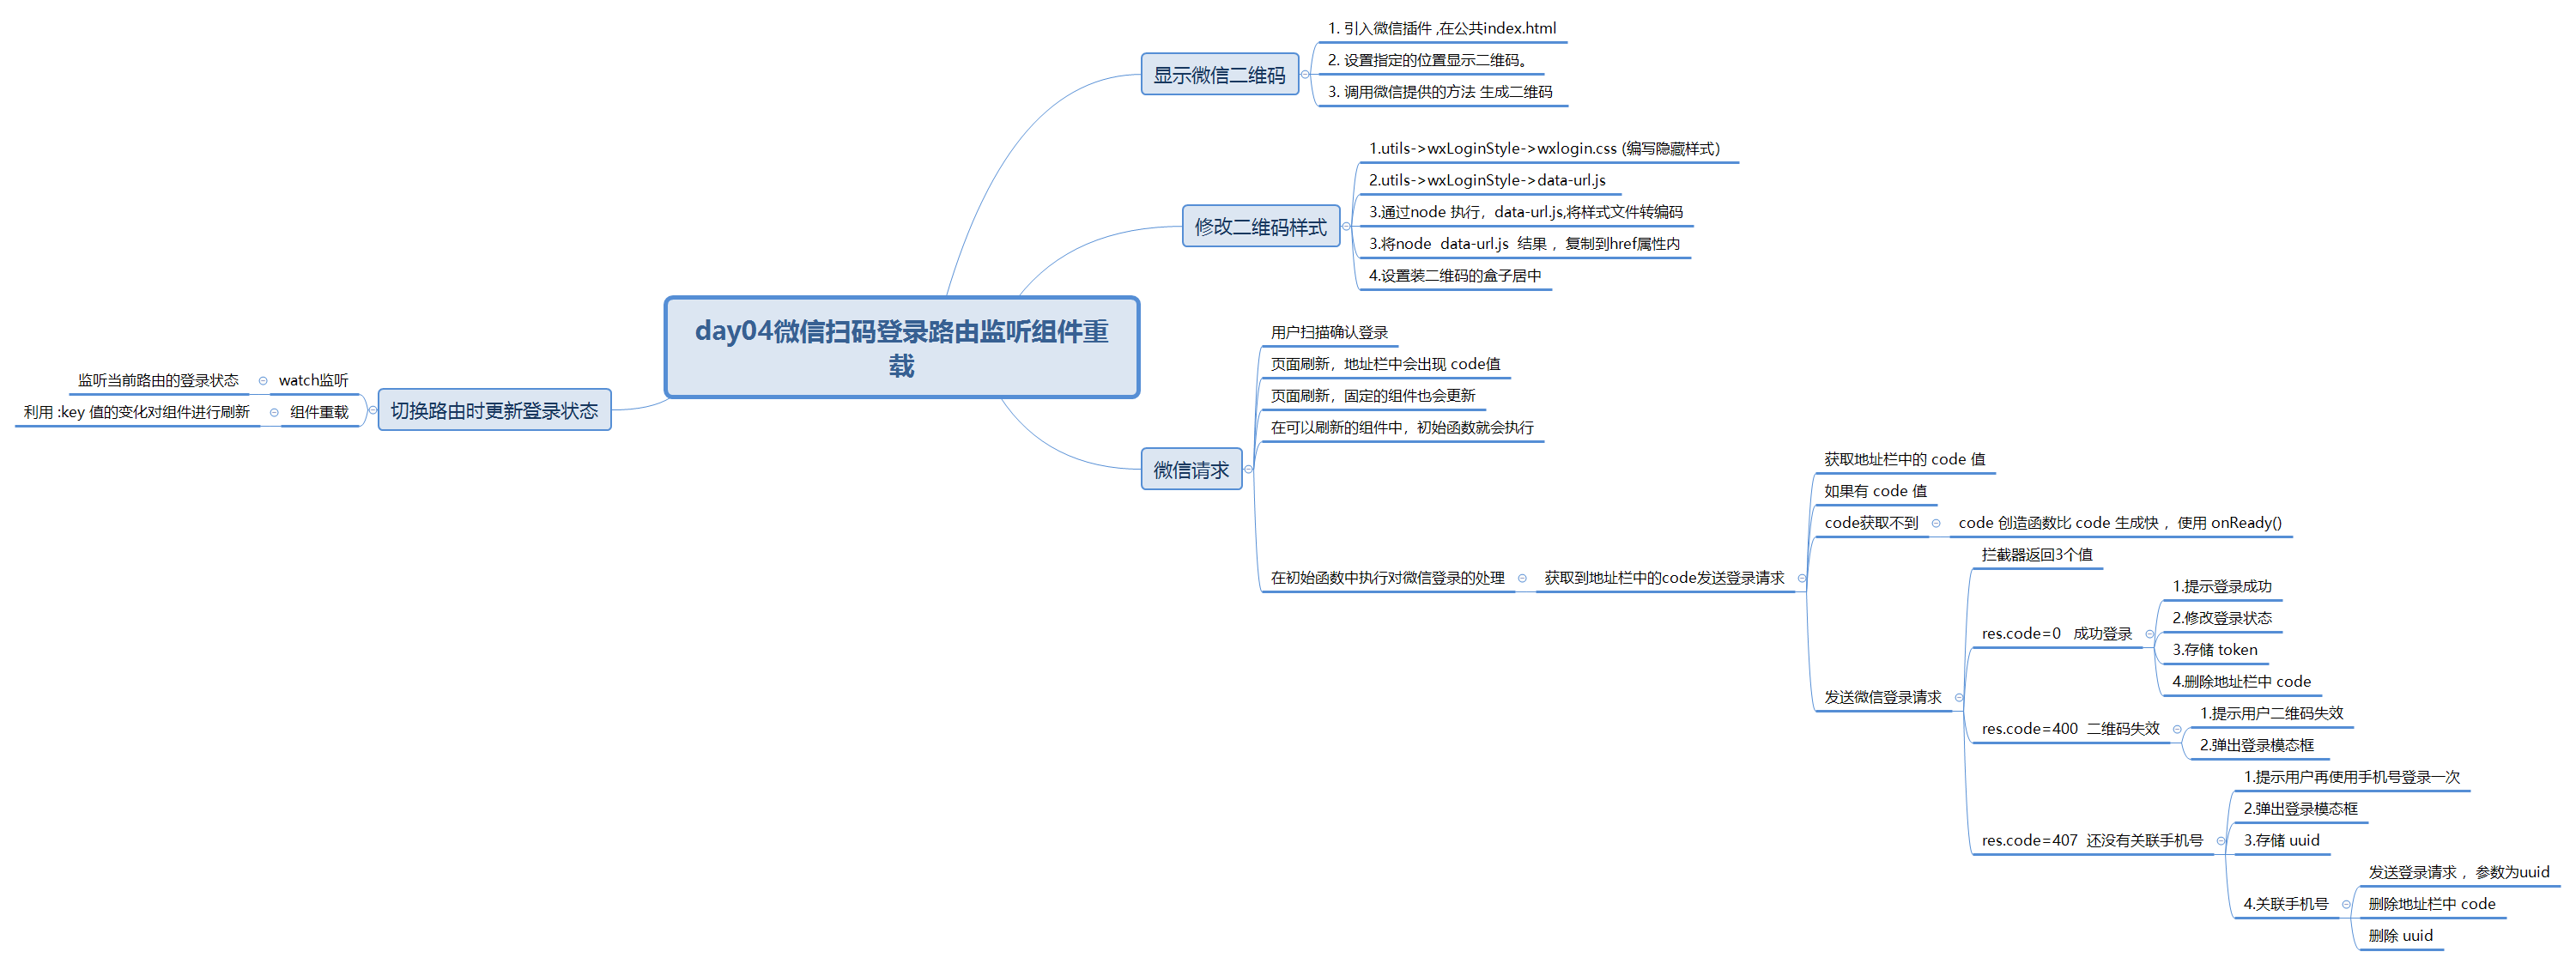 day04微信扫码登录路由监听组件重
载
显示微信二维码
1. 引入微信插件 ,在公共index.html
2. 设置指定的位置显示二维码。
3. 调用微信提供的方法 生成二维码
修改二维码样式
1.utils->wxLoginStyle->wxlogin.css (编写隐藏样式）
2.utils->wxLoginStyle->data-url.js
3.通过node 执行，data-url.js,将样式文件转编码
3.将node  data-url.js  结果 ，复制到href属性内
4.设置装二维码的盒子居中
微信请求
用户扫描确认登录
页面刷新，地址栏中会出现 code值
页面刷新，固定的组件也会更新
在可以刷新的组件中，初始函数就会执行
在初始函数中执行对微信登录的处理
获取到地址栏中的code发送登录请求
获取地址栏中的 code 值
如果有 code 值
code获取不到
code 创造函数比 code 生成快 ，使用 onReady()
发送微信登录请求
拦截器返回3个值
res.code=0   成功登录
1.提示登录成功
2.修改登录状态
3.存储 token
4.删除地址栏中 code
res.code=400  二维码失效
1.提示用户二维码失效
2.弹出登录模态框
res.code=407  还没有关联手机号
1.提示用户再使用手机号登录一次
2.弹出登录模态框
3.存储 uuid
4.关联手机号
发送登录请求 ，参数为uuid
删除地址栏中 code
删除 uuid
切换路由时更新登录状态
watch监听
监听当前路由的登录状态
组件重载
利用 :key 值的变化对组件进行刷新